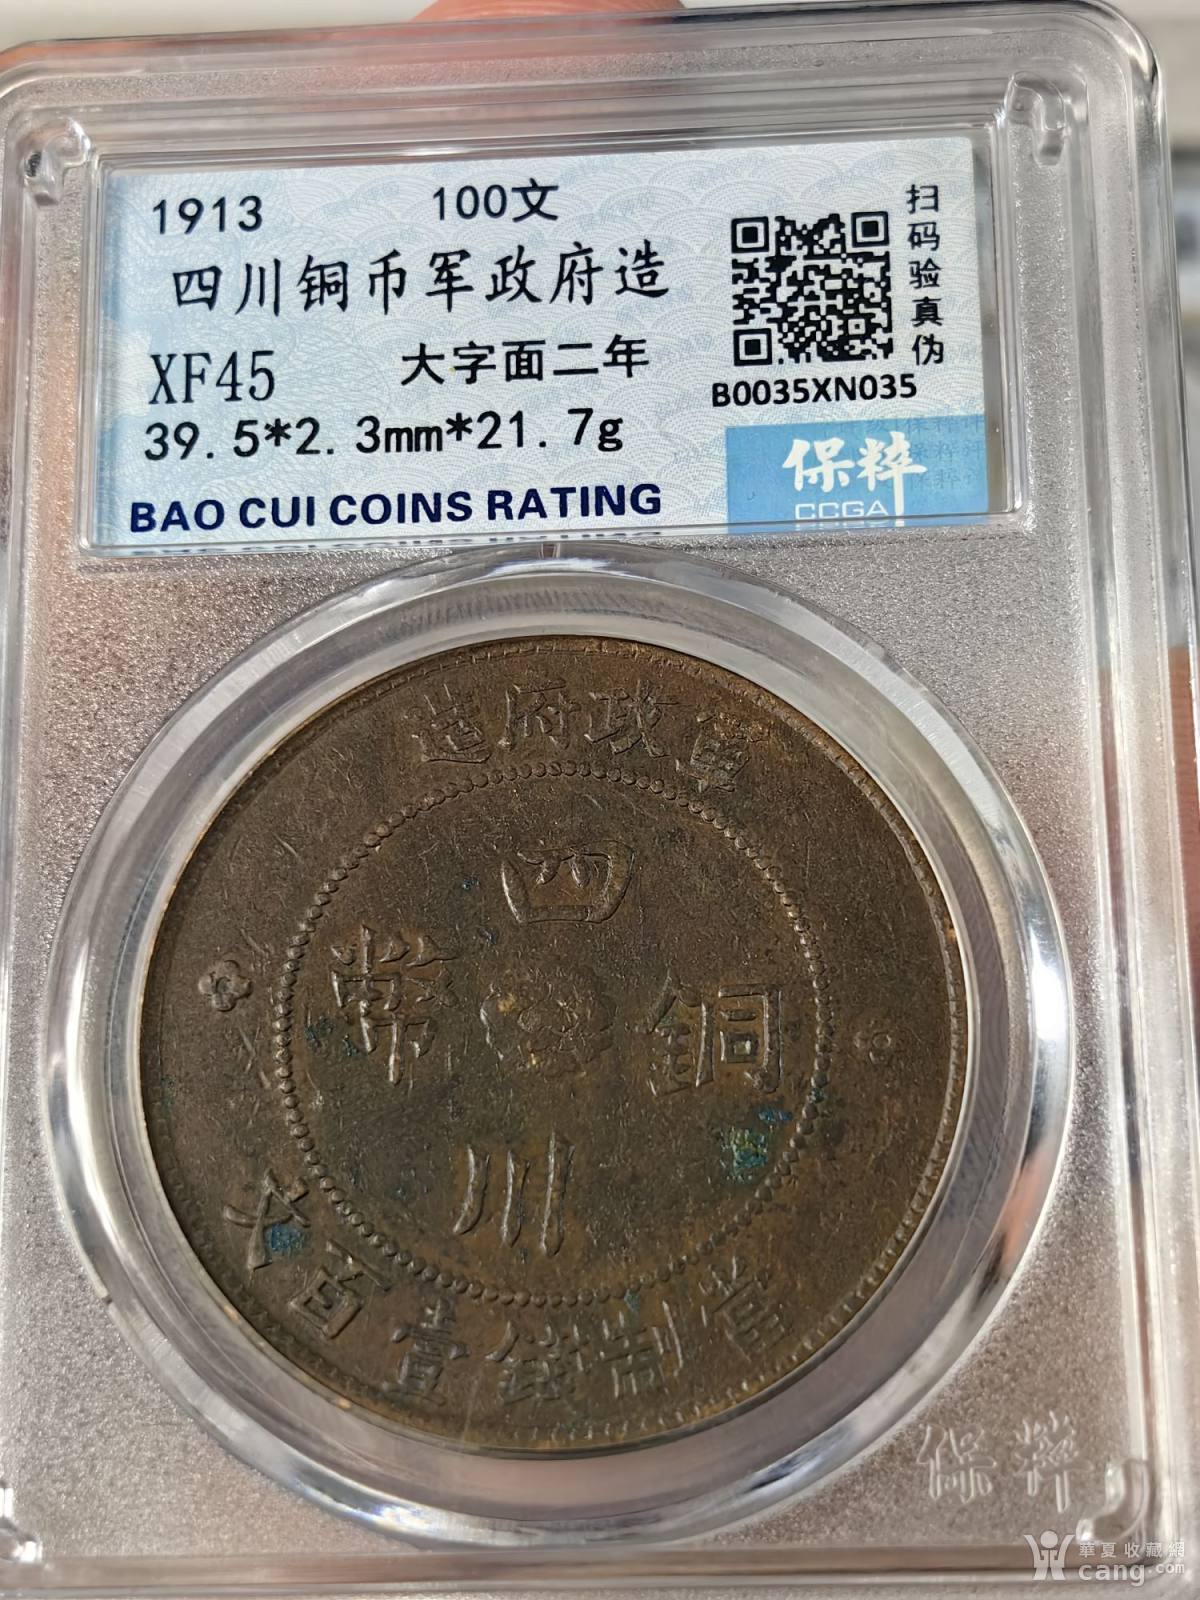 1913 100文
四川铜币军政府造
XF45 大字面二年
39.5*2.3mm*21.7g
BAO CUI COINS RATING
扫码验真伪
B0035XN035
保粹
CCGA
軍政府造
四
銅幣
川
當制錢壹百文
保粹
華夏收藏網
cang.com